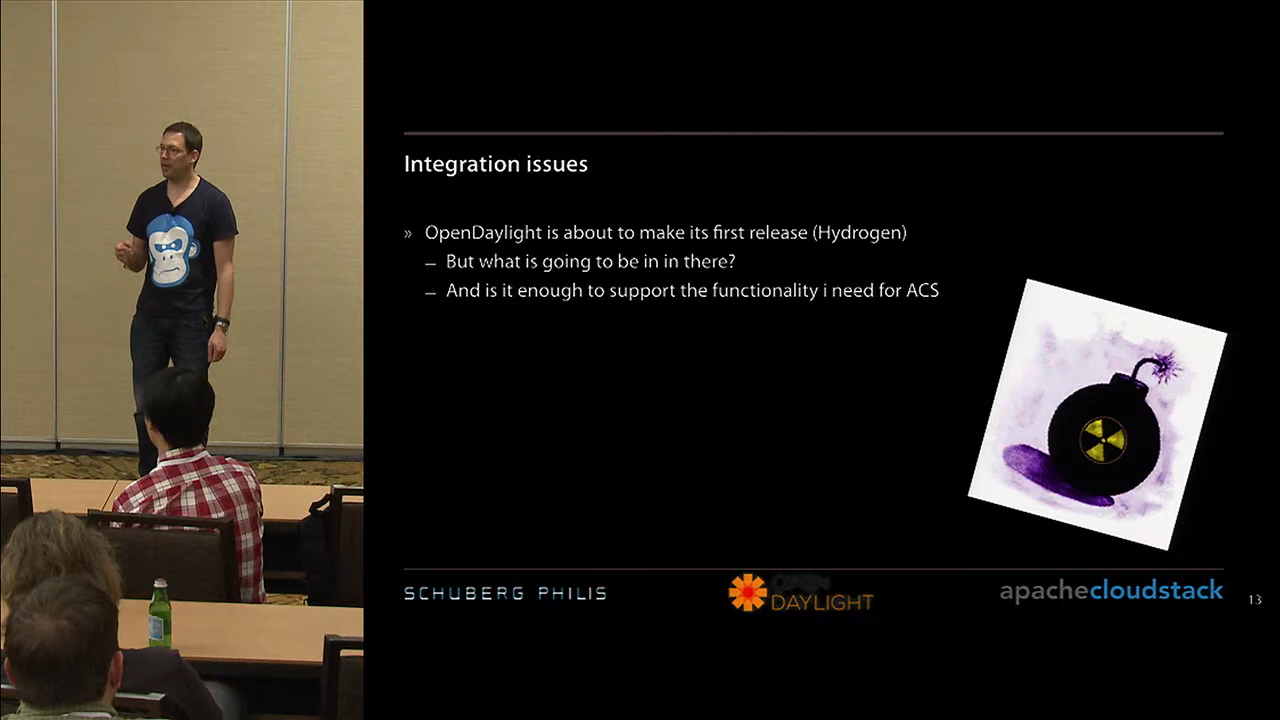 Integration issues
» OpenDaylight is about to make its first release (Hydrogen)
– But what is going to be in in there?
– And is it enough to support the functionality i need for ACS
SCHUBERG PHILIS
OPEN
DAYLIGHT
apachecloudstack
13